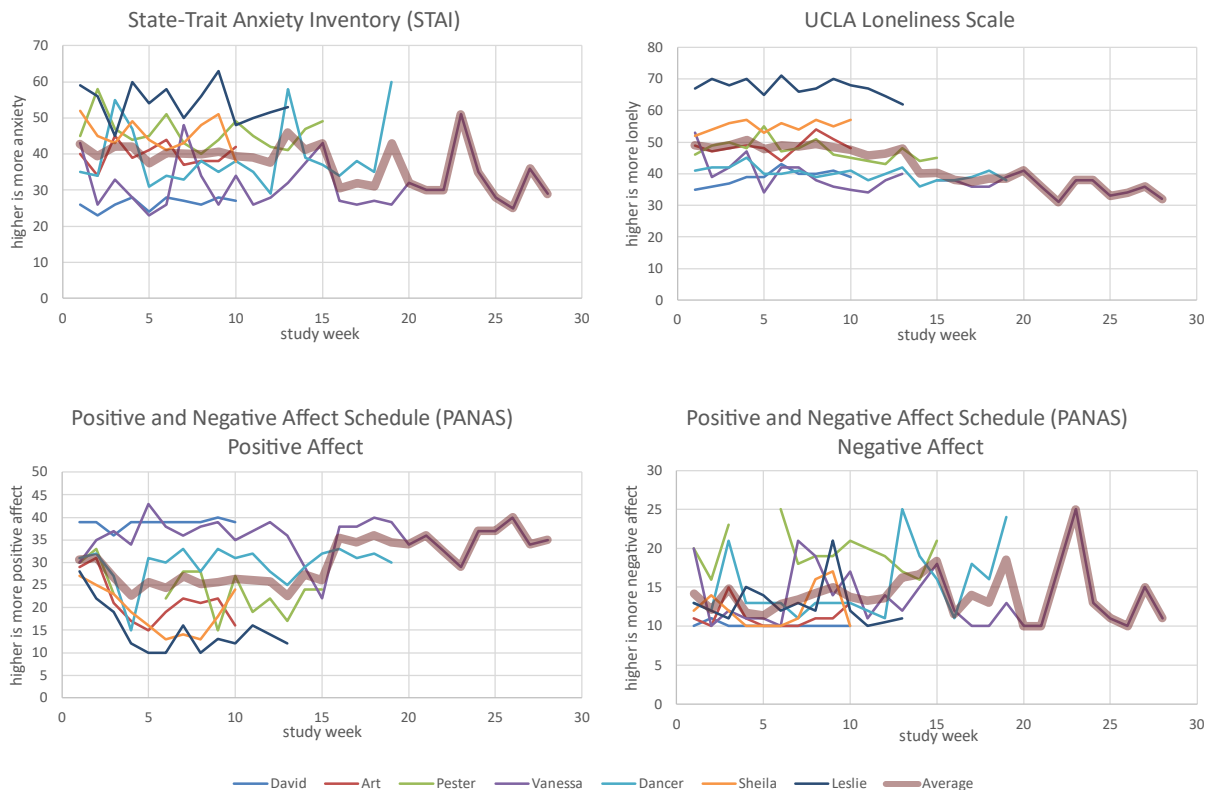 State-Trait Anxiety Inventory (STAI)
higher is more anxiety
70
60
50
40
30
20
10
0
0 5 10 15 20 25 30
study week
UCLA Loneliness Scale
higher is more lonely
80
70
60
50
40
30
20
10
0
0 5 10 15 20 25 30
study week
Positive and Negative Affect Schedule (PANAS)
Positive Affect
higher is more positive affect
50
45
40
35
30
25
20
15
10
5
0
0 5 10 15 20 25 30
study week
Positive and Negative Affect Schedule (PANAS)
Negative Affect
higher is more negative affect
30
25
20
15
10
5
0
0 5 10 15 20 25 30
study week
David Art Pester Vanessa Dancer Sheila Leslie Average